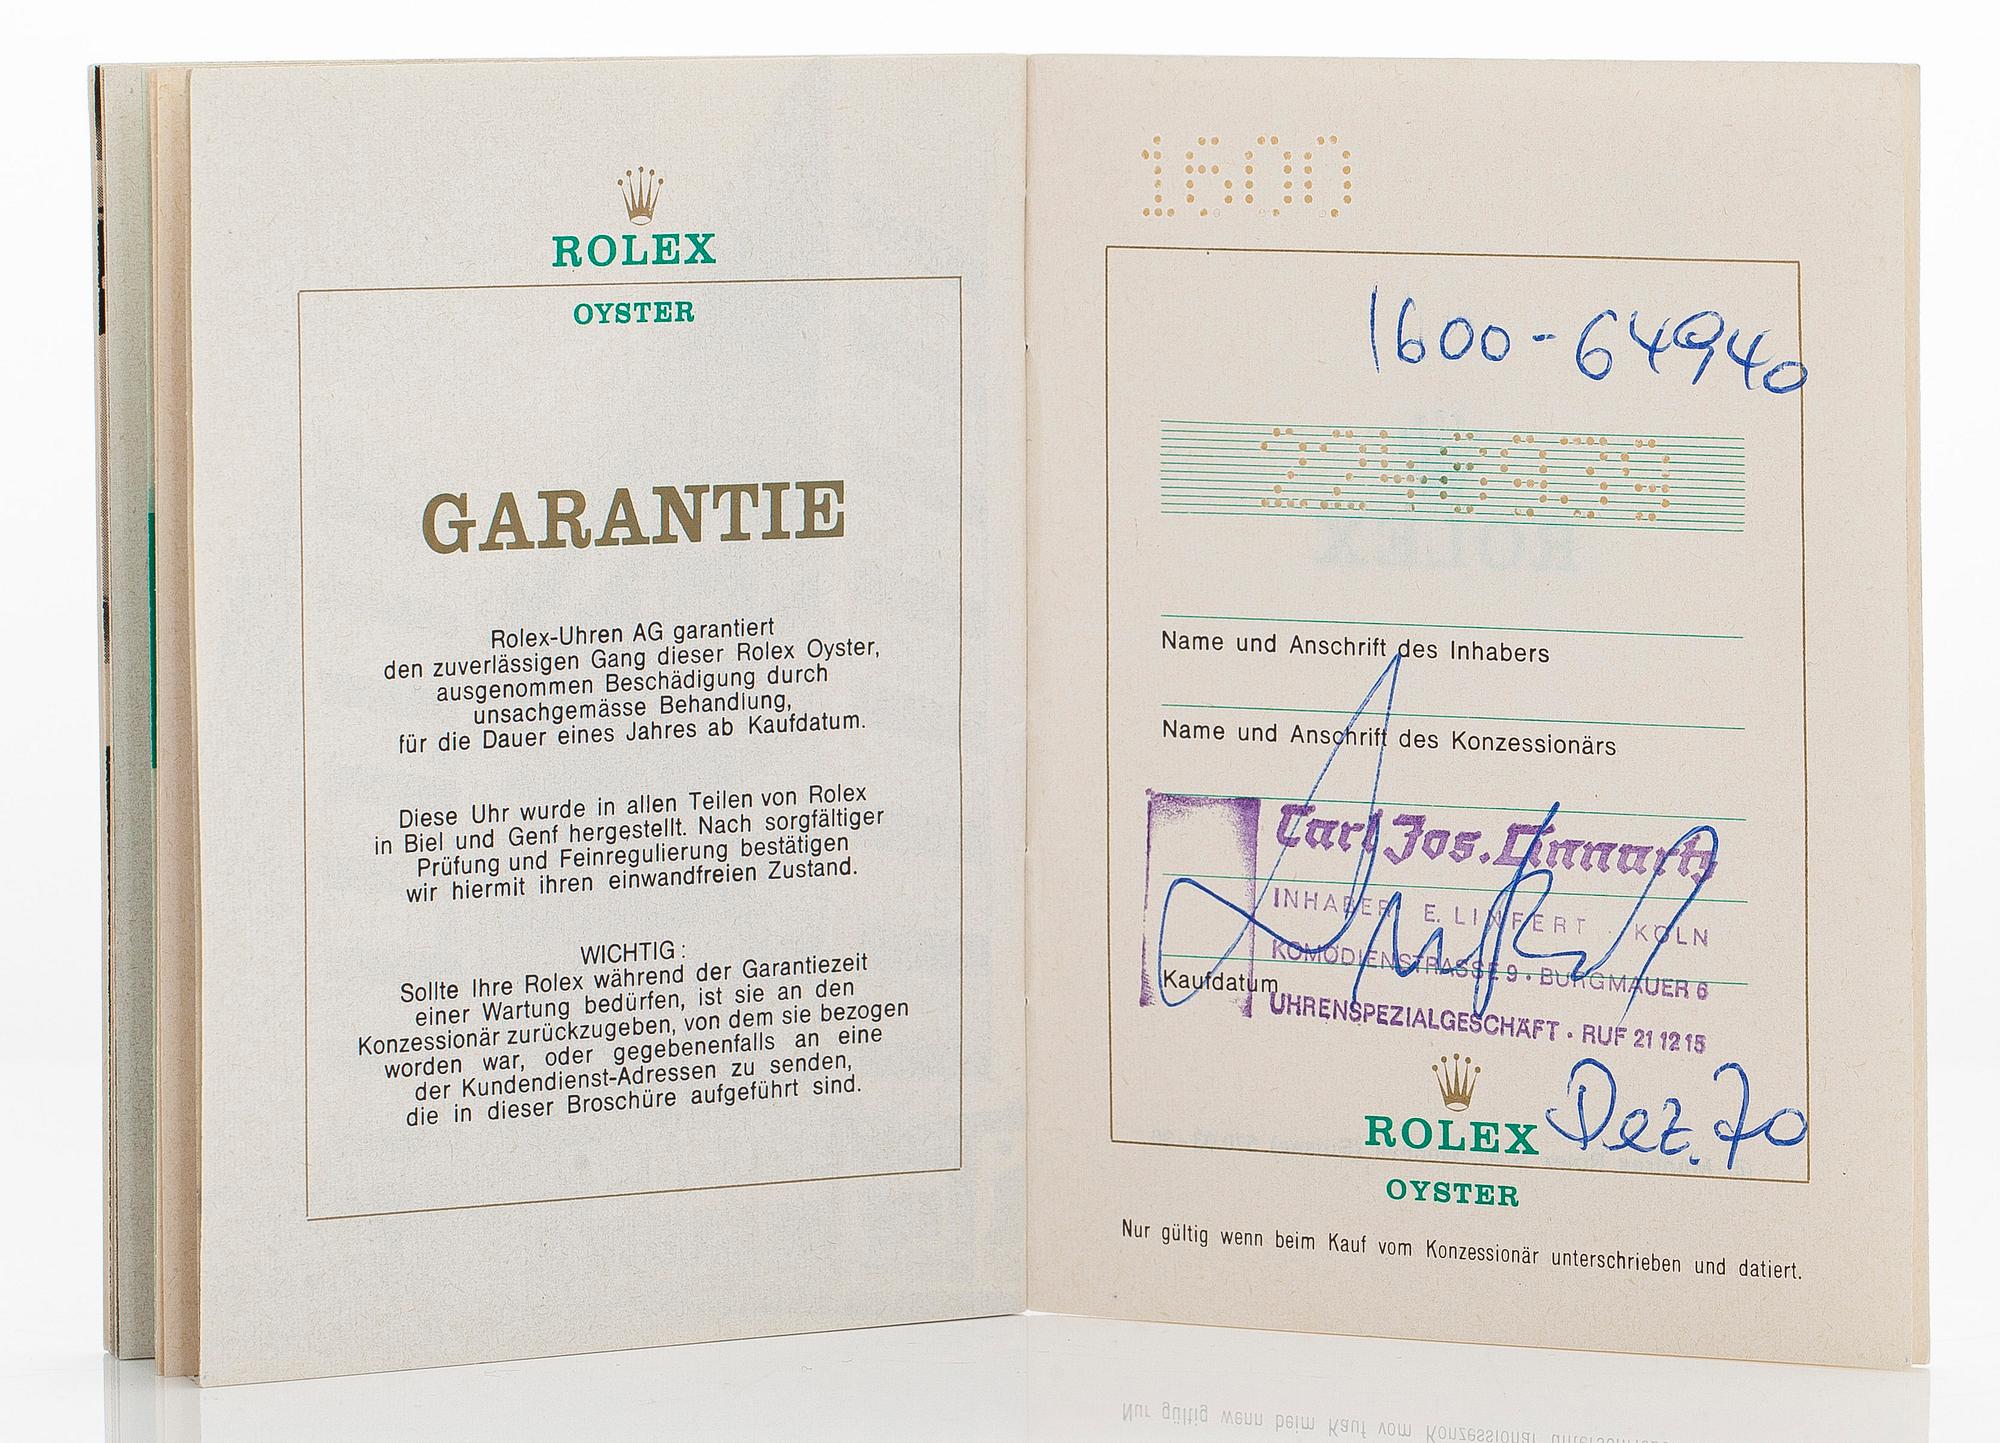 ROLEX
OYSTER
GARANTIE
Rolex-Uhren AG garantiert
den zuverlässigen Gang dieser Rolex Oyster,
ausgenommen Beschädigung durch
unsachgemässe Behandlung,
für die Dauer eines Jahres ab Kaufdatum.
Diese Uhr wurde in allen Teilen von Rolex
in Biel und Genf hergestellt. Nach sorgfältiger
Prüfung und Feinregulierung bestätigen
wir hiermit ihren einwandfreien Zustand.
WICHTIG:
Sollte Ihre Rolex während der Garantiezeit
einer Wartung bedürfen, ist sie an den
Konzessionär zurückzugeben, von dem sie bezogen
worden war, oder gegebenenfalls an eine
der Kundendienst-Adressen zu senden,
die in dieser Broschüre aufgeführt sind.
1600
1600-64940
Name und Anschrift des Inhabers
Name und Anschrift des Konzessionärs
Carl Jos. Linnartz
INHABER E. LINFERT · KÖLN
KOMÖDIENSTRASSE 9 · BURGMAUER 6
Kaufdatum
UHRENSPEZIALGESCHÄFT · RUF 21 12 15
Dez. 70
ROLEX
OYSTER
Nur gültig wenn beim Kauf vom Konzessionär unterschrieben und datiert.